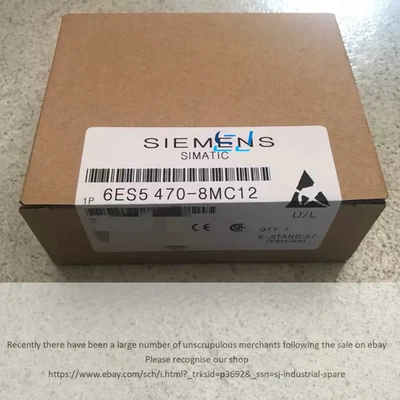 SIEMENS
SIMATIC
1P 6ES5 470-8MC12
U/L
QTY. 1
E-STAND:07
(Version)
CE
Recently there have been a large number of unscrupulous merchants following the sale on ebay
Please recognise our shop
https://www.ebay.com/sch/i.html?_trksid=p3692&_ssn=sj-industrial-spare